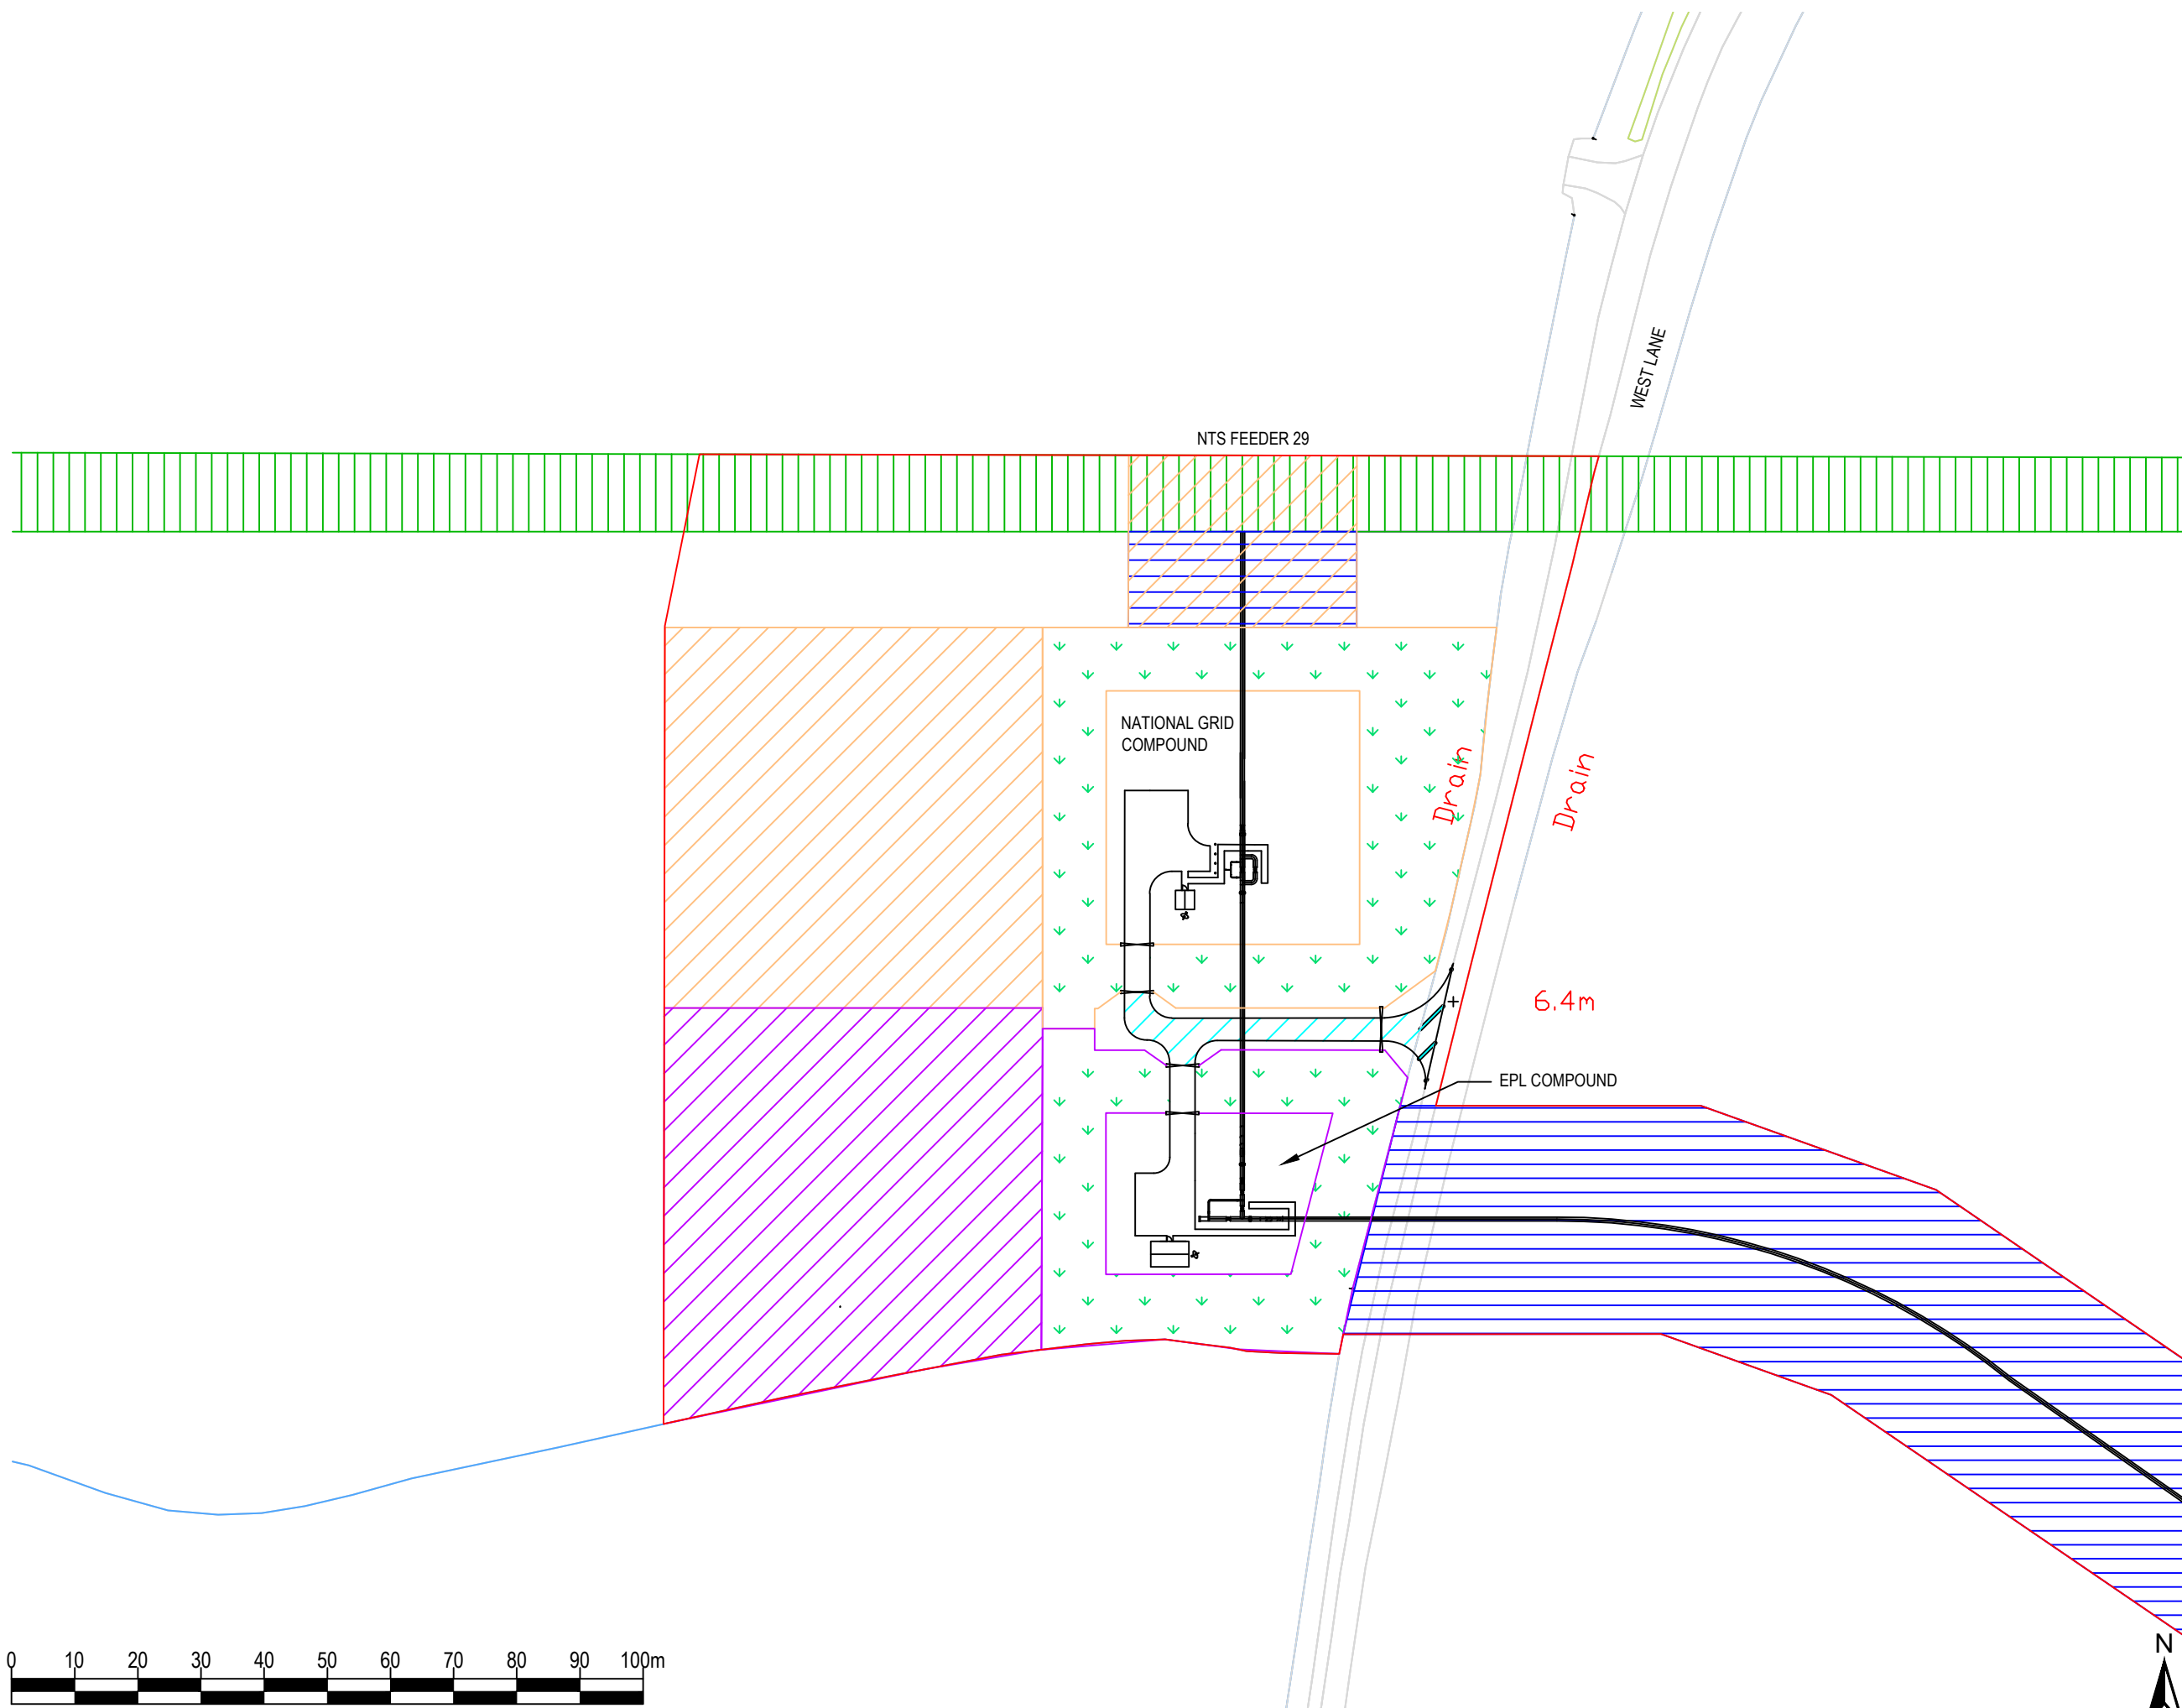 WEST LANE
NTS FEEDER 29
NATIONAL GRID
COMPOUND
Drain
Drain
6.4m
EPL COMPOUND
0 10 20 30 40 50 60 70 80 90 100m
N